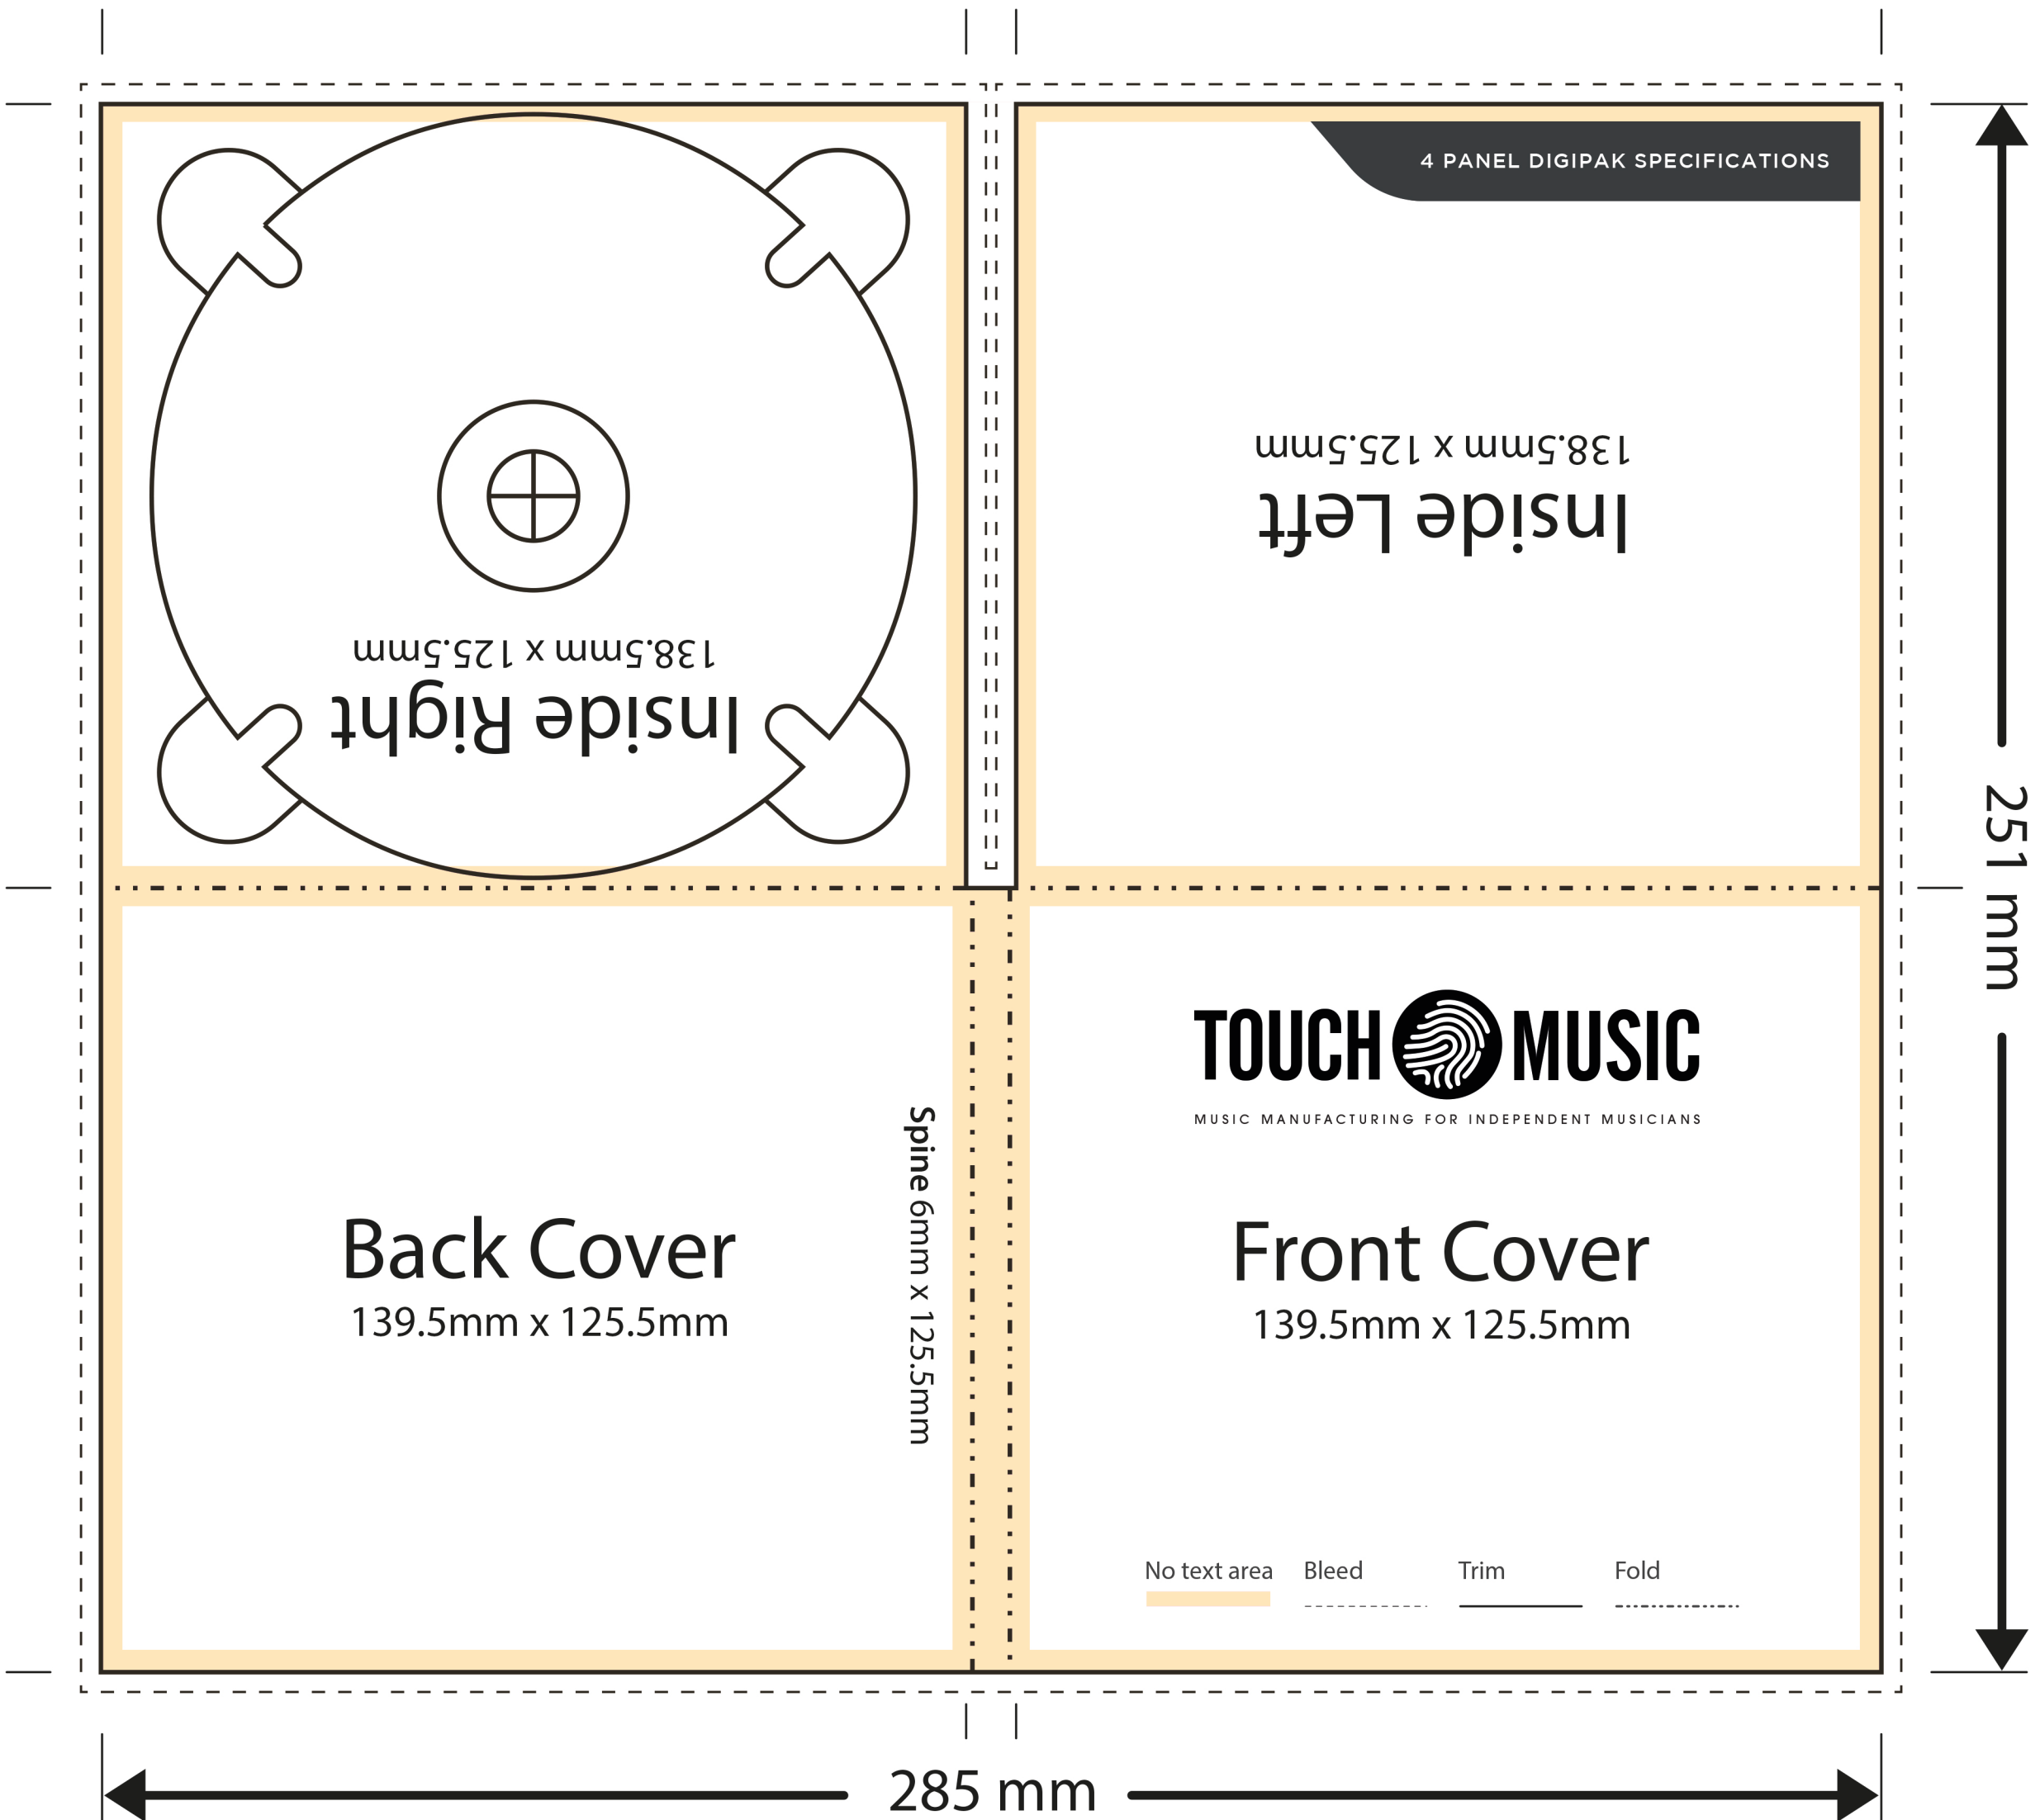 4 PANEL DIGIPAK SPECIFICATIONS
Inside Left
138.5mm x 125.5mm
Inside Right
138.5mm x 125.5mm
251 mm
TOUCH MUSIC
MUSIC MANUFACTURING FOR INDEPENDENT MUSICIANS
Back Cover
139.5mm x 125.5mm
Spine 6mm x 125.5mm
Front Cover
139.5mm x 125.5mm
No text area Bleed Trim Fold
285 mm